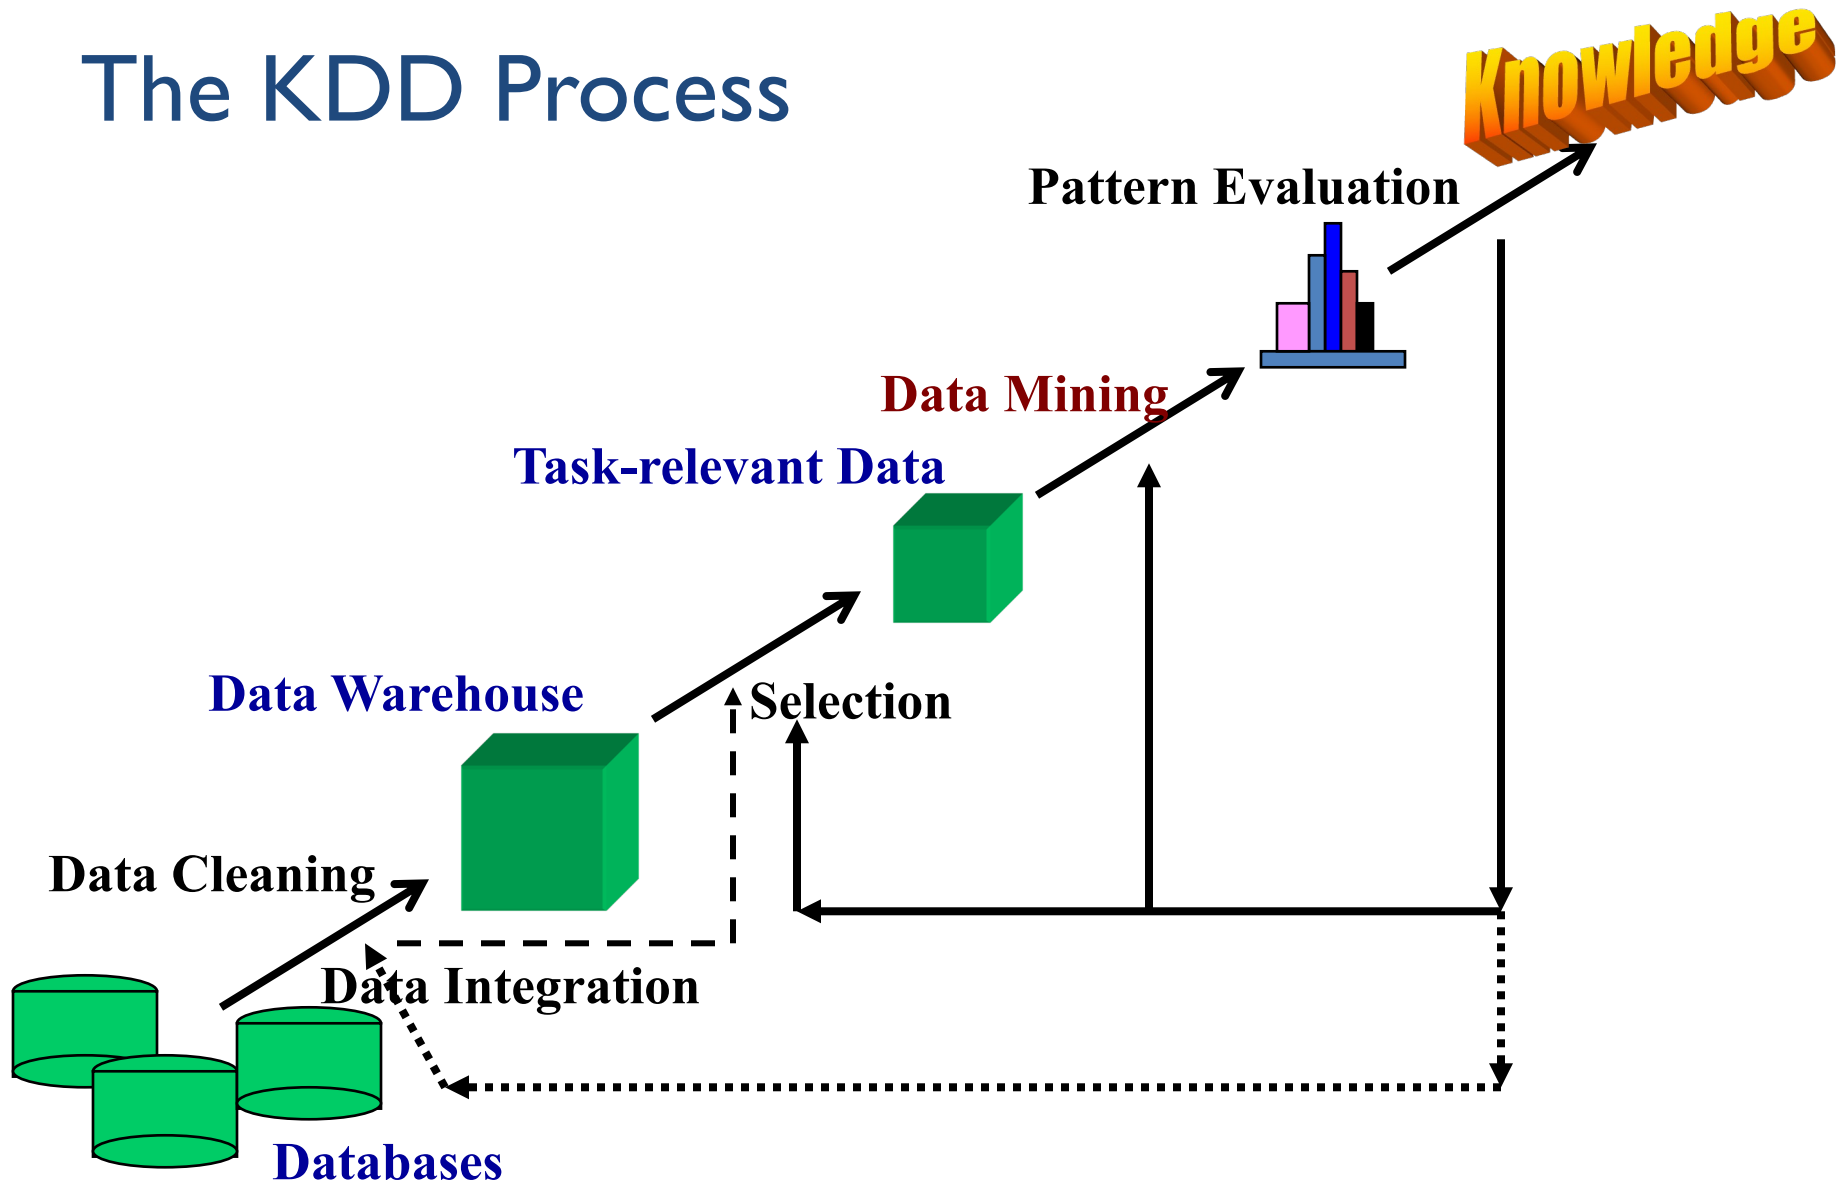 The KDD Process
Knowledge
Pattern Evaluation
Data Mining
Task-relevant Data
Data Warehouse
Selection
Data Cleaning
Data Integration
Databases